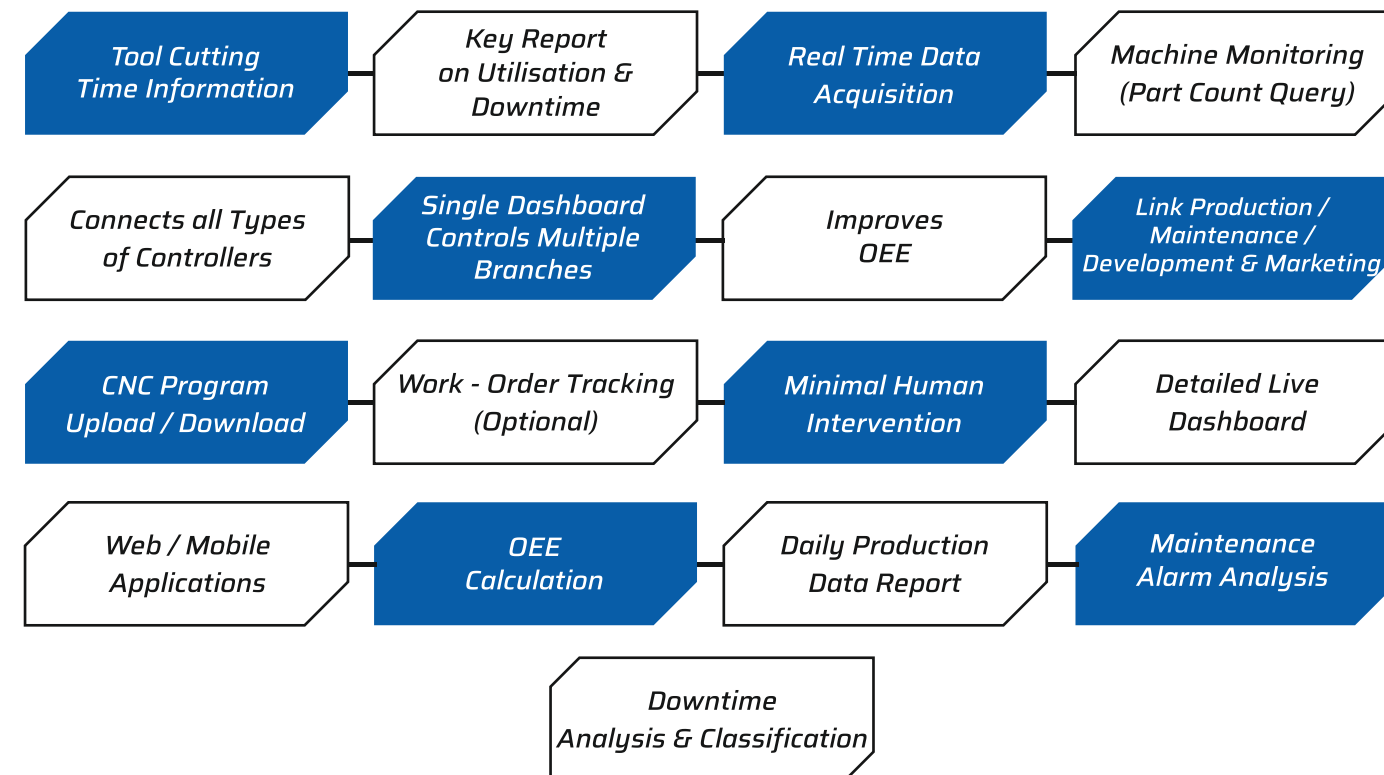 Tool Cutting
Time Information
Key Report
on Utilisation &
Downtime
Real Time Data
Acquisition
Machine Monitoring
(Part Count Query)
Connects all Types
of Controllers
Single Dashboard
Controls Multiple
Branches
Improves
OEE
Link Production /
Maintenance /
Development & Marketing
CNC Program
Upload / Download
Work - Order Tracking
(Optional)
Minimal Human
Intervention
Detailed Live
Dashboard
Web / Mobile
Applications
OEE
Calculation
Daily Production
Data Report
Maintenance
Alarm Analysis
Downtime
Analysis & Classification